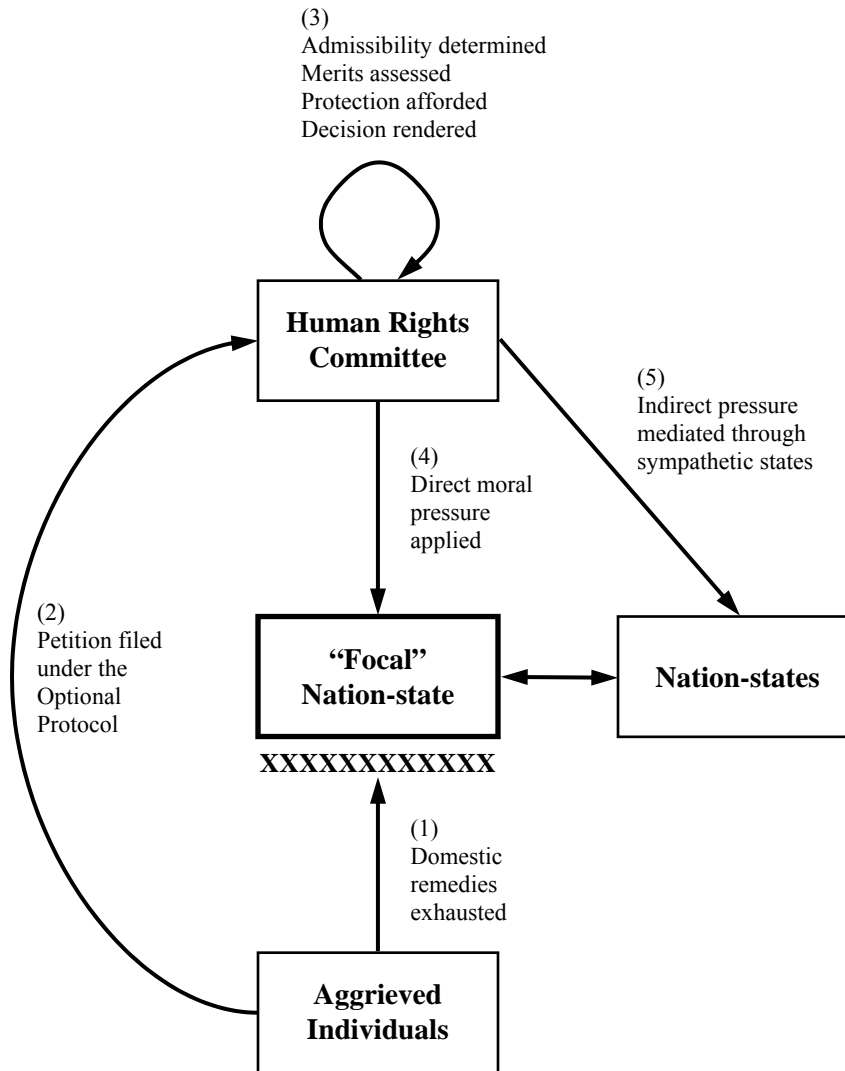 (3)
Admissibility determined
Merits assessed
Protection afforded
Decision rendered
Human Rights
Committee
(5)
Indirect pressure
mediated through
sympathetic states
(4)
Direct moral
pressure
applied
(2)
Petition filed
under the
Optional
Protocol
“Focal”
Nation-state
Nation-states
XXXXXXXXXXXX
(1)
Domestic
remedies
exhausted
Aggrieved
Individuals